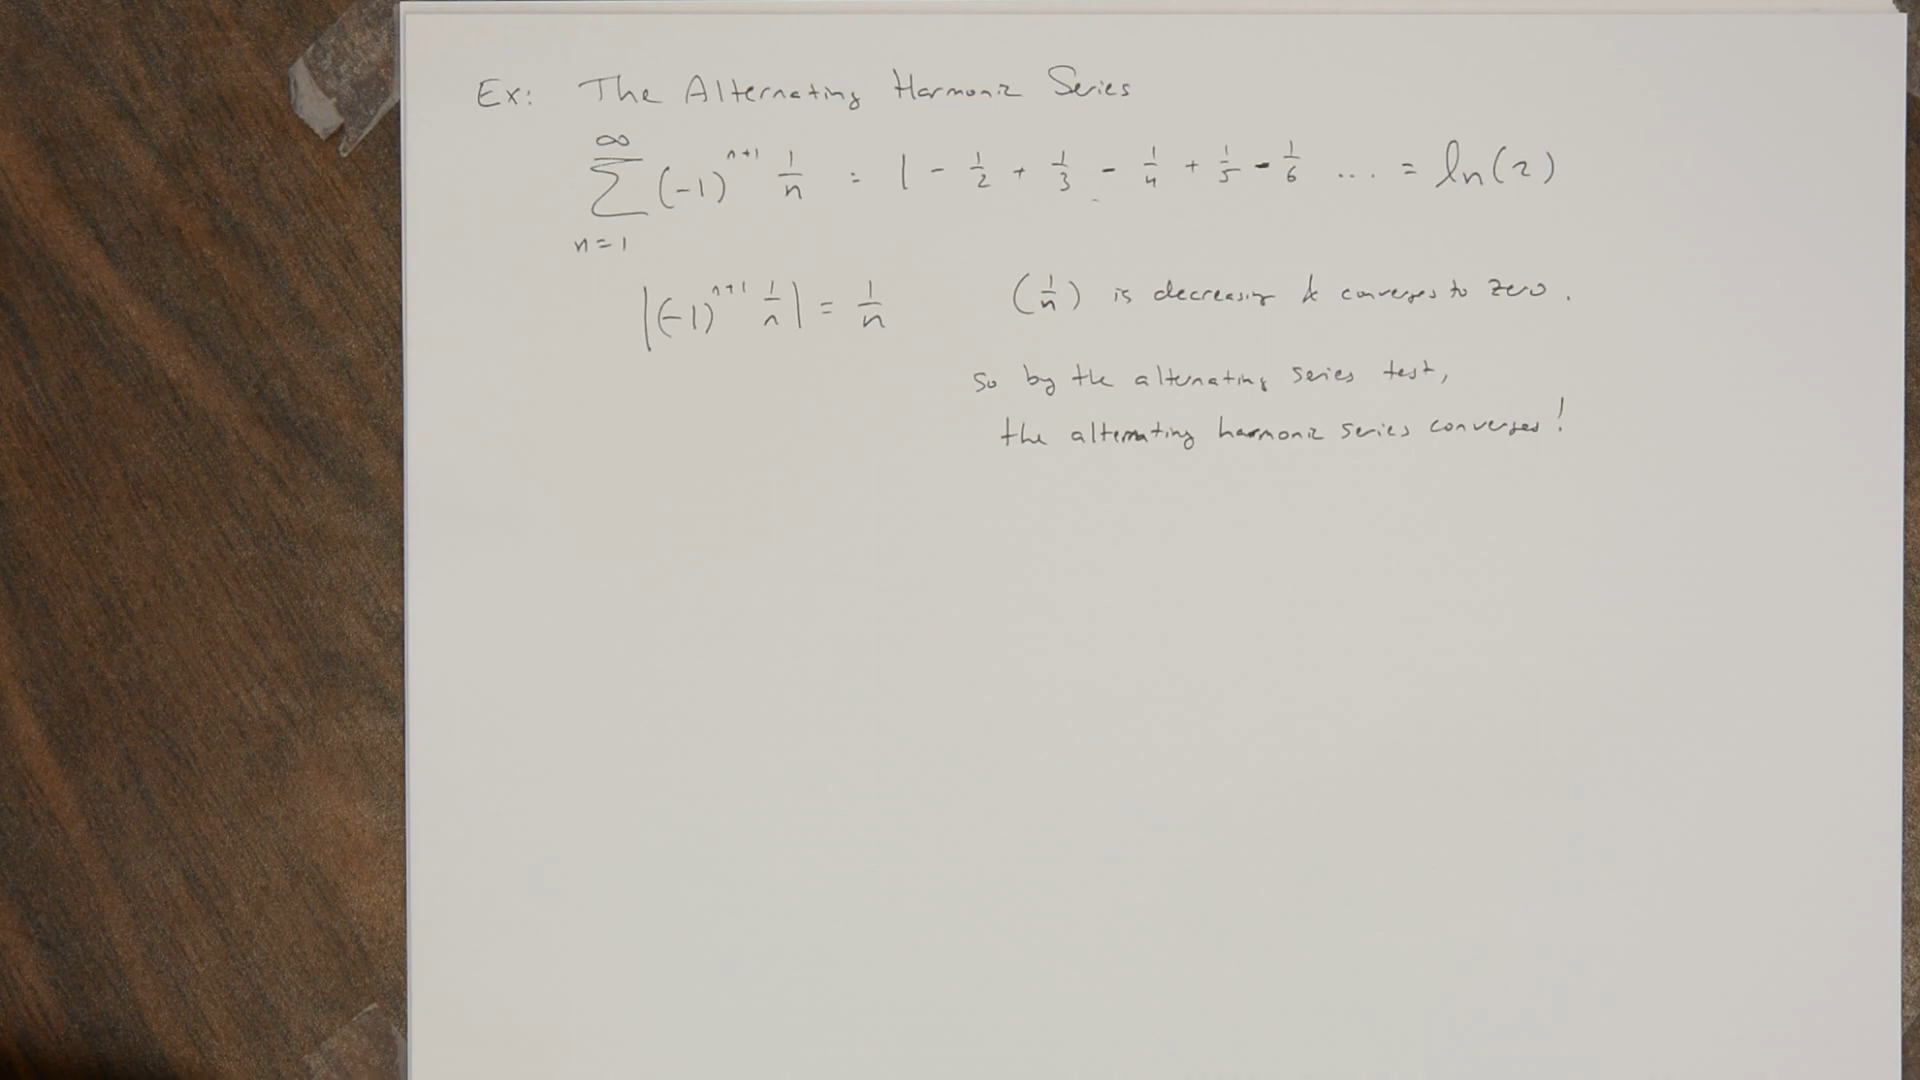 Ex: The Alternating Harmonic Series
∞
∑ (-1)^{n+1} 1/n = 1 - 1/2 + 1/3 - 1/4 + 1/5 - 1/6 .... = ln(2)
n=1
|(-1)^{n+1} 1/n| = 1/n (1/n) is decreasing & converges to zero.
so by the alternating series test,
the alternating harmonic series converges!